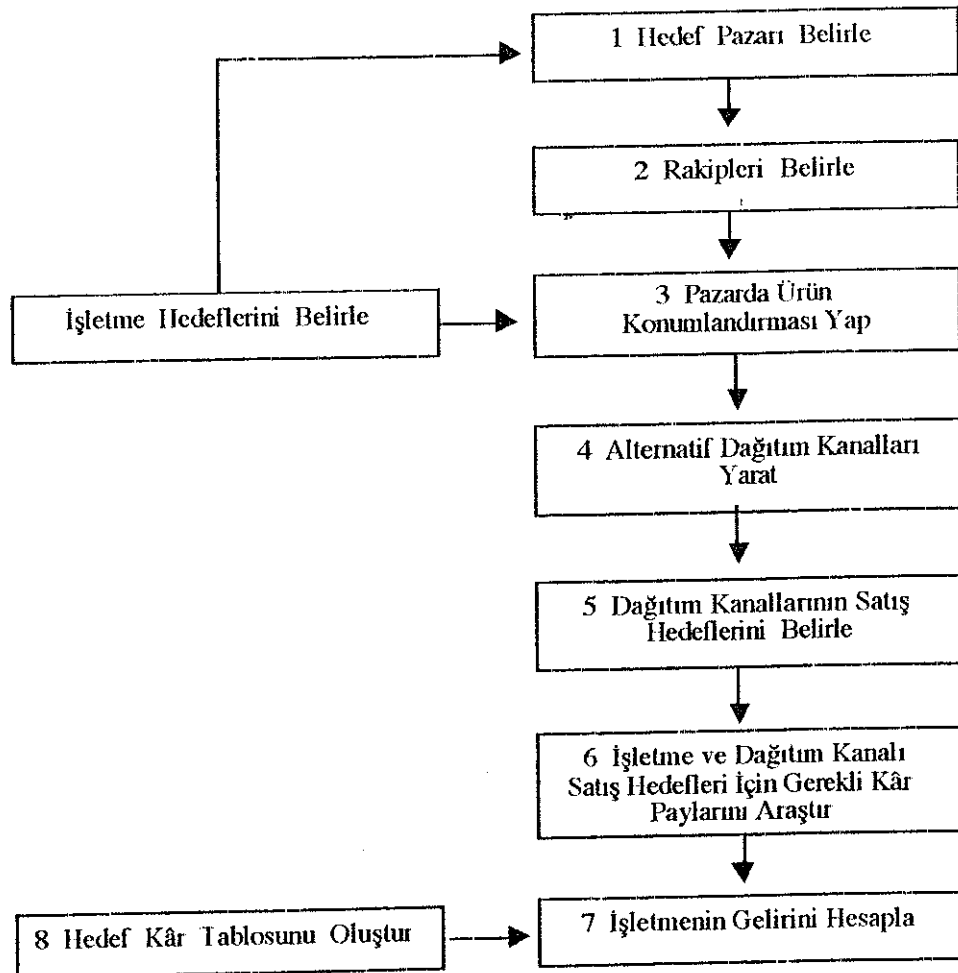 1 Hedef Pazarı Belirle
2 Rakipleri Belirle
İşletme Hedeflerini Belirle
3 Pazarda Ürün
Konumlandırması Yap
4 Alternatif Dağıtım Kanalları
Yarat
5 Dağıtım Kanallarının Satış
Hedeflerini Belirle
6 İşletme ve Dağıtım Kanalı
Satış Hedefleri İçin Gerekli Kâr
Paylarını Araştır
8 Hedef Kâr Tablosunu Oluştur
7 İşletmenin Gelirini Hesapla